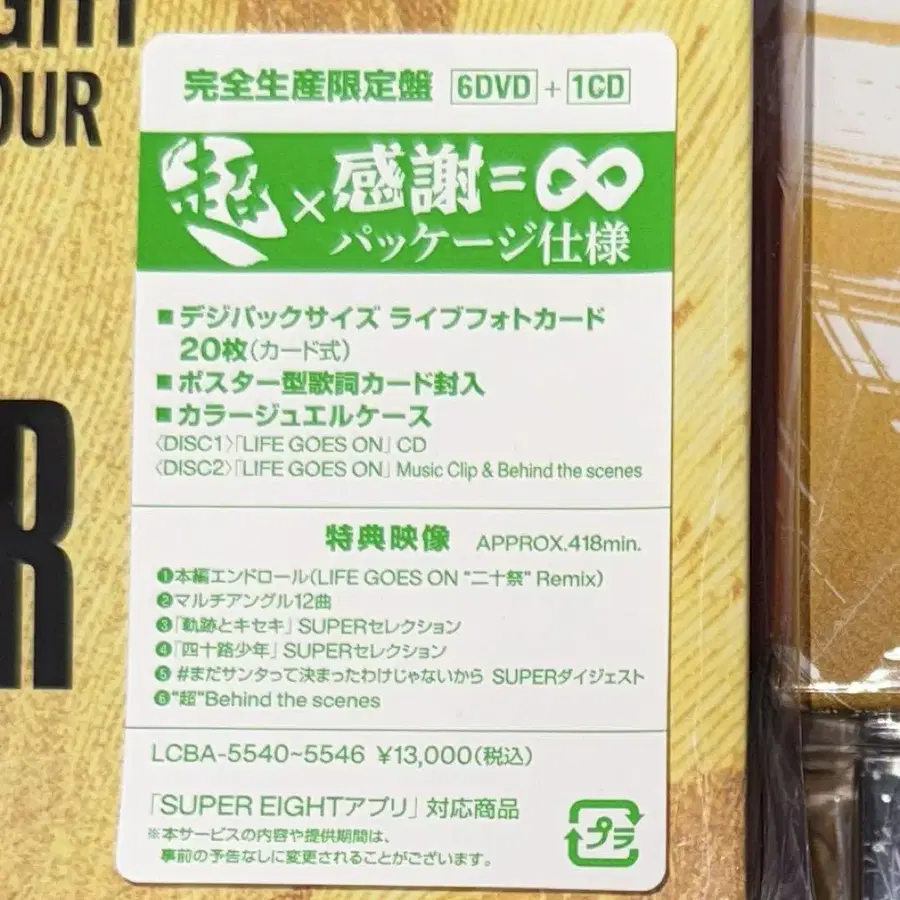 OUR
R
完全生産限定盤 6DVD + 1CD
超×感謝=∞
パッケージ仕様
■デジパックサイズ ライブフォトカード
20枚(カード式)
■ポスター型歌詞カード封入
■カラージュエルケース
〈DISC1〉「LIFE GOES ON」CD
〈DISC2〉「LIFE GOES ON」Music Clip & Behind the scenes
特典映像 APPROX.418min.
❶本編エンドロール(LIFE GOES ON "二十祭" Remix)
❷マルチアングル12曲
❸「軌跡とキセキ」SUPERセレクション
❹「四十路少年」SUPERセレクション
❺#まだサンタって決まったわけじゃないから SUPERダイジェスト
❻"超"Behind the scenes
LCBA-5540~5546 ¥13,000(税込)
「SUPER EIGHTアプリ」対応商品
※本サービスの内容や提供期間は、
事前の予告なしに変更されることがございます。
プラ